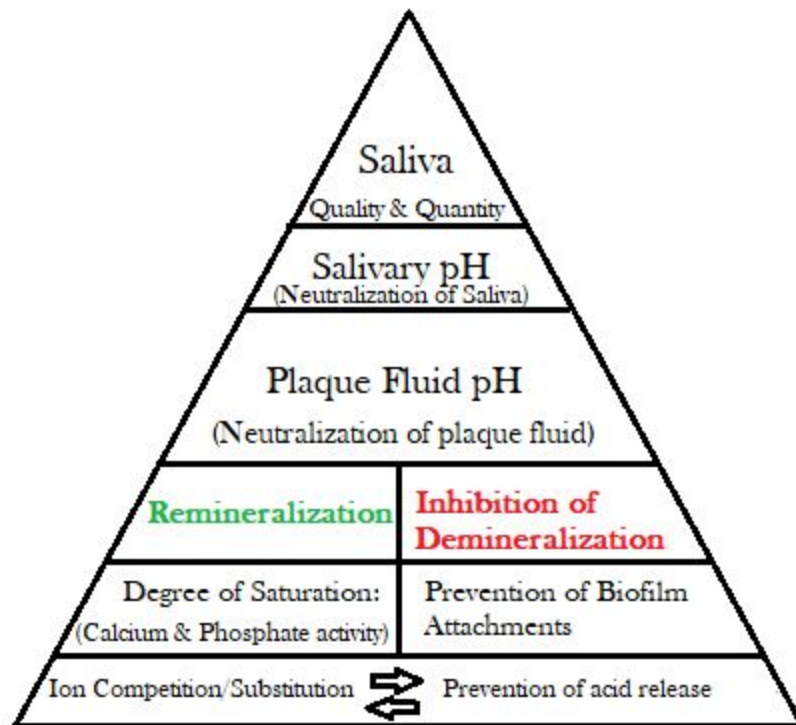 Saliva
Quality & Quantity
Salivary pH
(Neutralization of Saliva)
Plaque Fluid pH
(Neutralization of plaque fluid)
Remineralization
Inhibition of
Demineralization
Degree of Saturation:
(Calcium & Phosphate activity)
Prevention of Biofilm
Attachments
Ion Competition/Substitution
Prevention of acid release